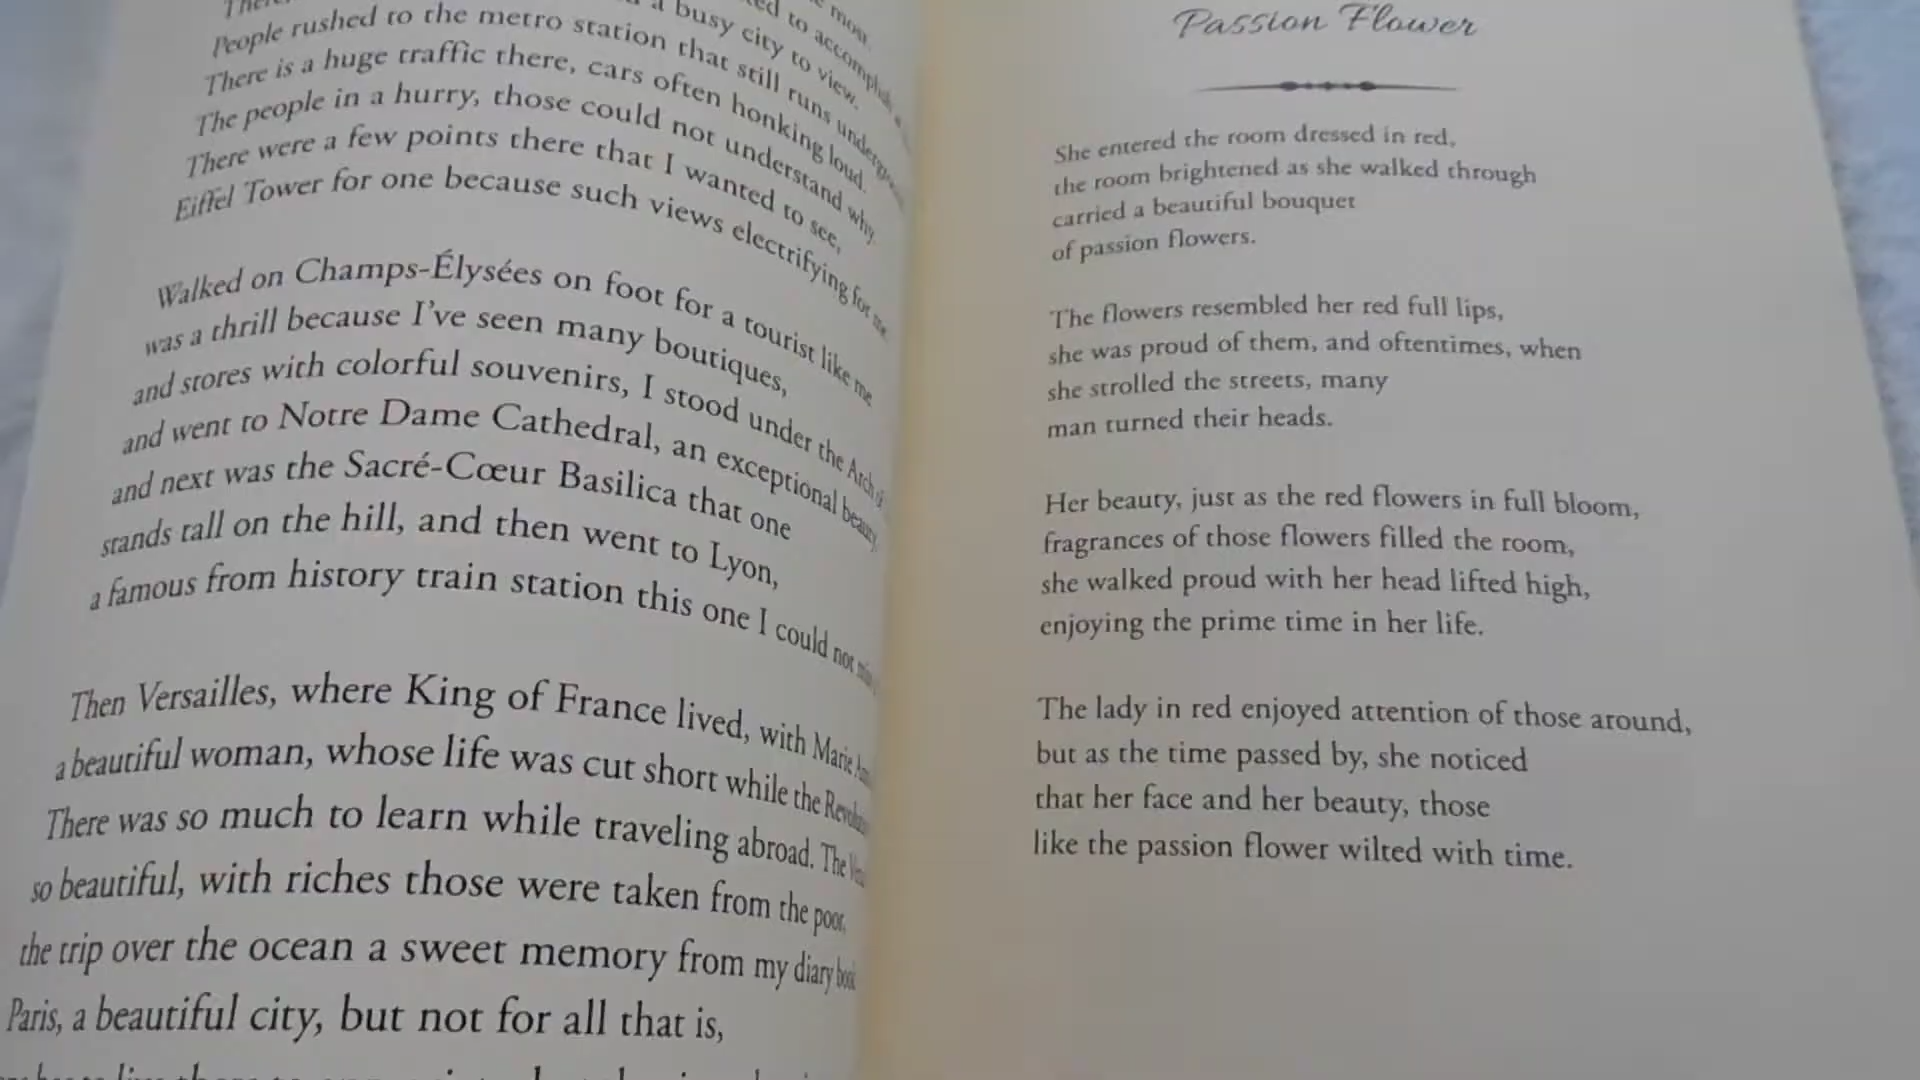 the most.
to accomplish
a busy city to view.
People rushed to the metro station that still runs
There is a huge traffic there, cars often honking loud.
The people in a hurry, those could not understand why.
There were a few points there that I wanted to see,
Eiffel Tower for one because such views electrifying for me.
Walked on Champs-Élysées on foot for a tourist like me
was a thrill because I've seen many boutiques,
and stores with colorful souvenirs, I stood under the Arch of
and went to Notre Dame Cathedral, an exceptional beauty,
and next was the Sacré-Cœur Basilica that one
stands tall on the hill, and then went to Lyon,
a famous from history train station this one I could not
Then Versailles, where King of France lived, with Marie
a beautiful woman, whose life was cut short while the
There was so much to learn while traveling abroad. The
so beautiful, with riches those were taken from the poor,
the trip over the ocean a sweet memory from my diary book
Paris, a beautiful city, but not for all that is,
Passion Flower
She entered the room dressed in red,
the room brightened as she walked through
carried a beautiful bouquet
of passion flowers.
The flowers resembled her red full lips,
she was proud of them, and oftentimes, when
she strolled the streets, many
man turned their heads.
Her beauty, just as the red flowers in full bloom,
fragrances of those flowers filled the room,
she walked proud with her head lifted high,
enjoying the prime time in her life.
The lady in red enjoyed attention of those around,
but as the time passed by, she noticed
that her face and her beauty, those
like the passion flower wilted with time.